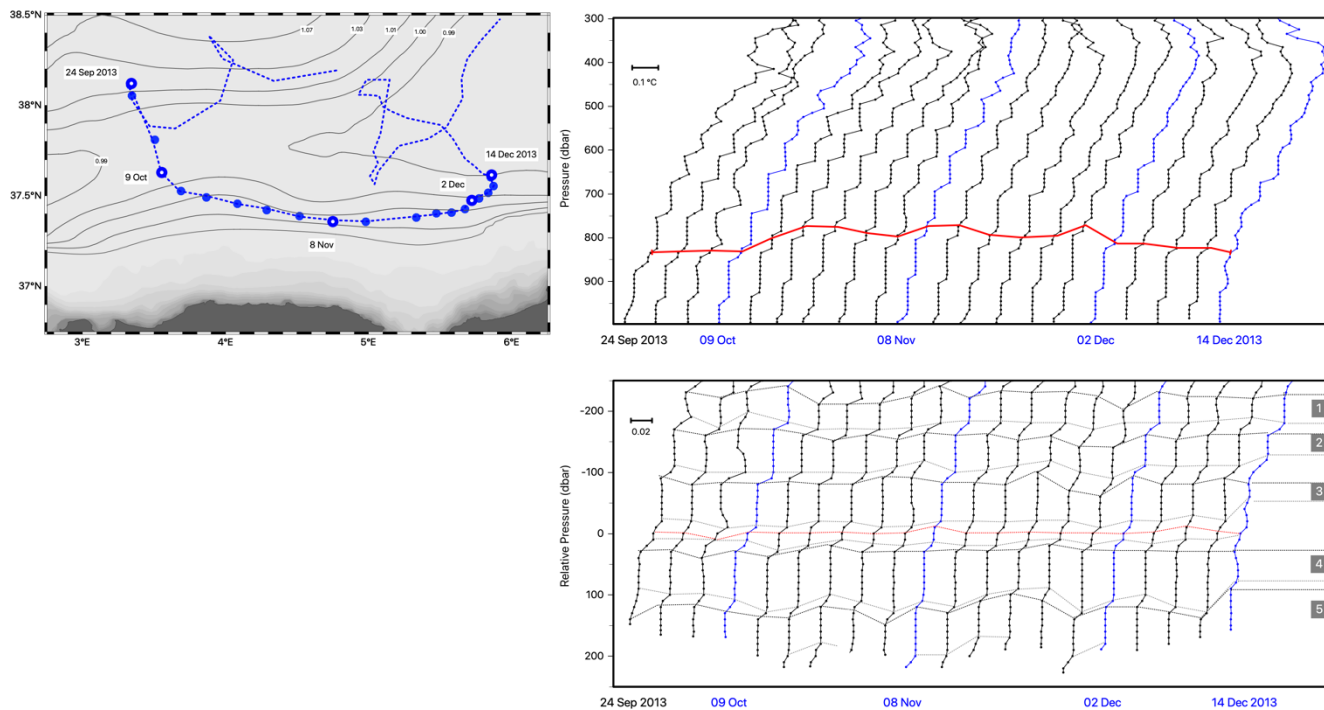 38.5°N
38°N
37.5°N
37°N
3°E
4°E
5°E
6°E
1.07
1.03
1.01
1.00
0.99
0.99
24 Sep 2013
9 Oct
8 Nov
2 Dec
14 Dec 2013
Pressure (dbar)
300
400
500
600
700
800
900
0.1 °C
24 Sep 2013
09 Oct
08 Nov
02 Dec
14 Dec 2013
Relative Pressure (dbar)
-200
-100
0
100
200
0.02
1
2
3
4
5
24 Sep 2013
09 Oct
08 Nov
02 Dec
14 Dec 2013